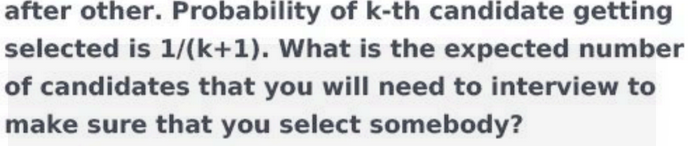 after other. Probability of k-th candidate getting
selected is 1/(k+1). What is the expected number
of candidates that you will need to interview to
make sure that you select somebody?